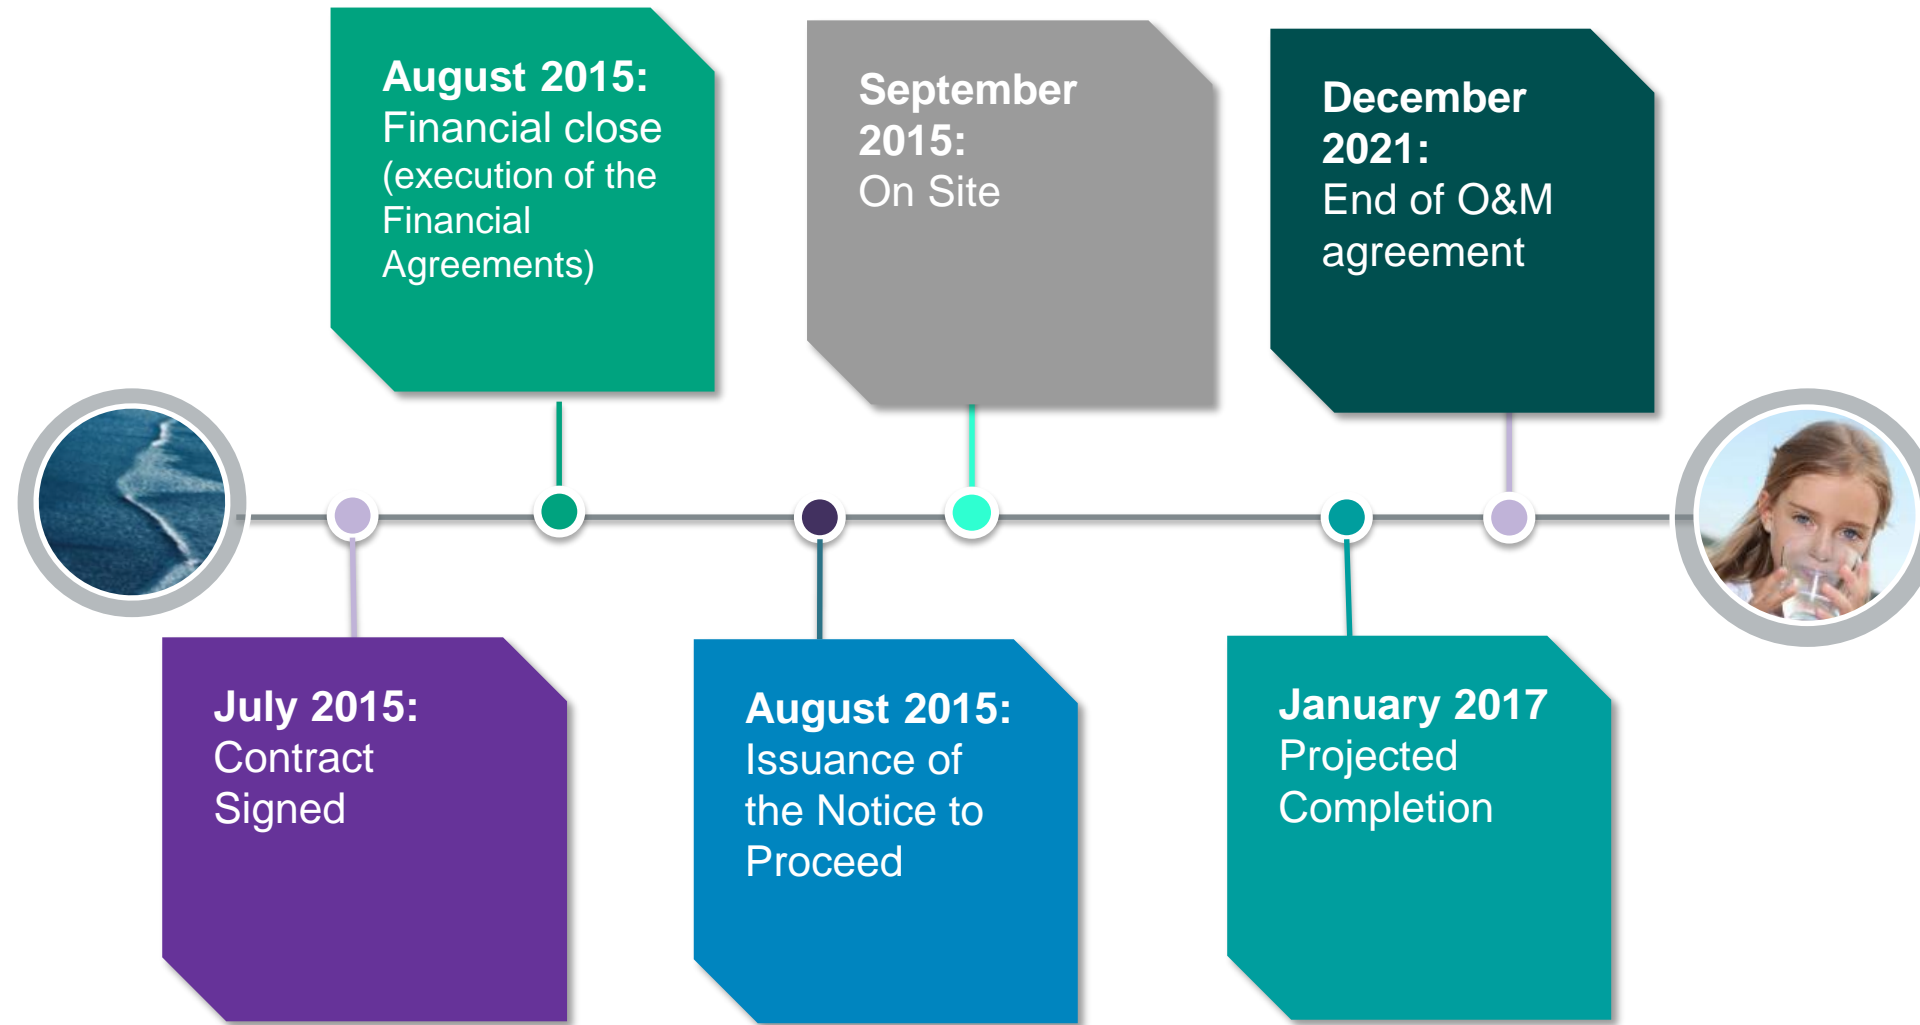 August 2015:
Financial close
(execution of the
Financial
Agreements)
September
2015:
On Site
December
2021:
End of O&M
agreement
July 2015:
Contract
Signed
August 2015:
Issuance of
the Notice to
Proceed
January 2017
Projected
Completion